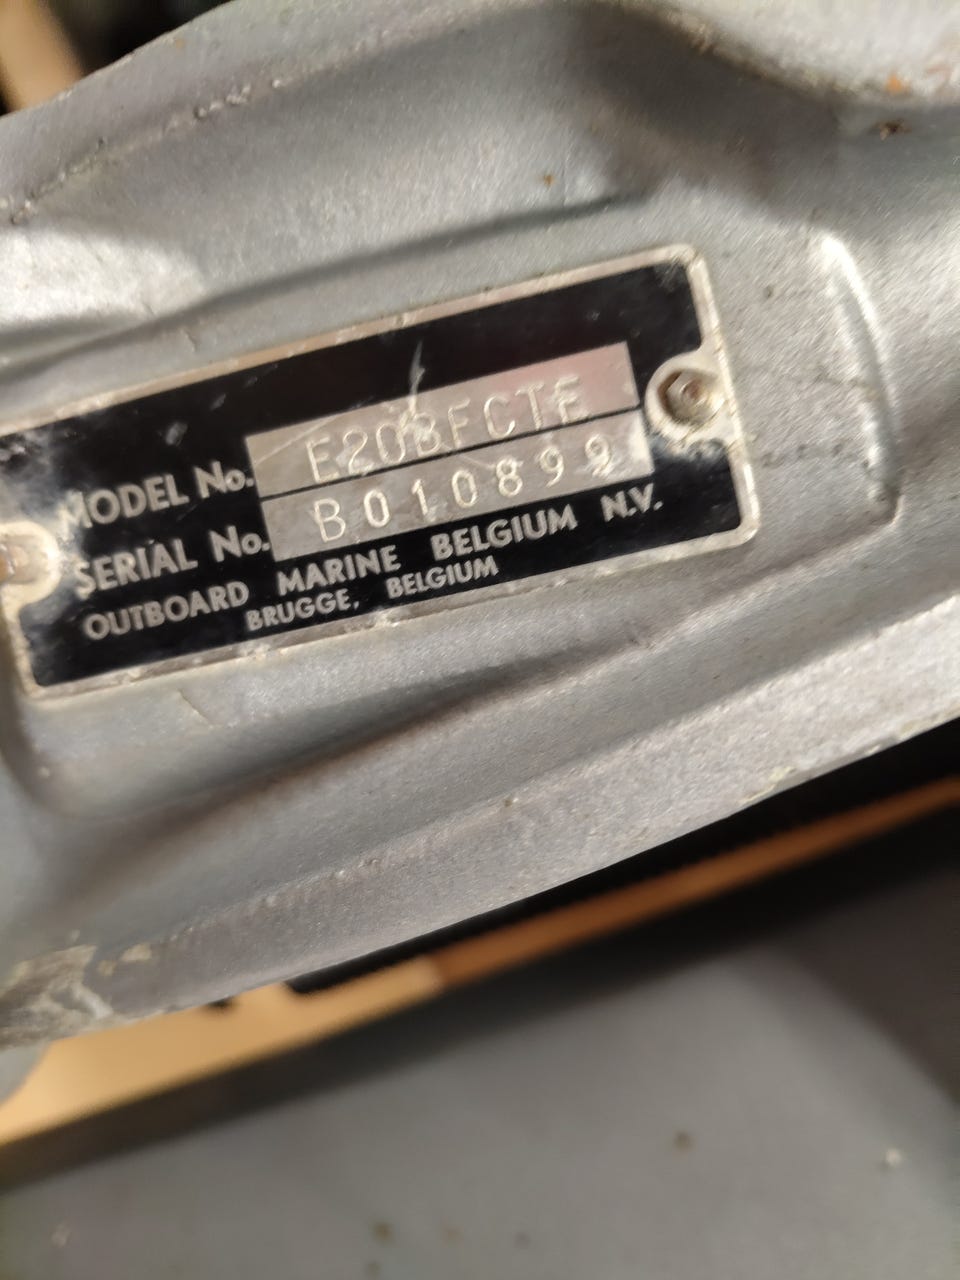 MODEL No. E20BFCTE
SERIAL No. B010899
OUTBOARD MARINE BELGIUM N.V.
BRUGGE, BELGIUM